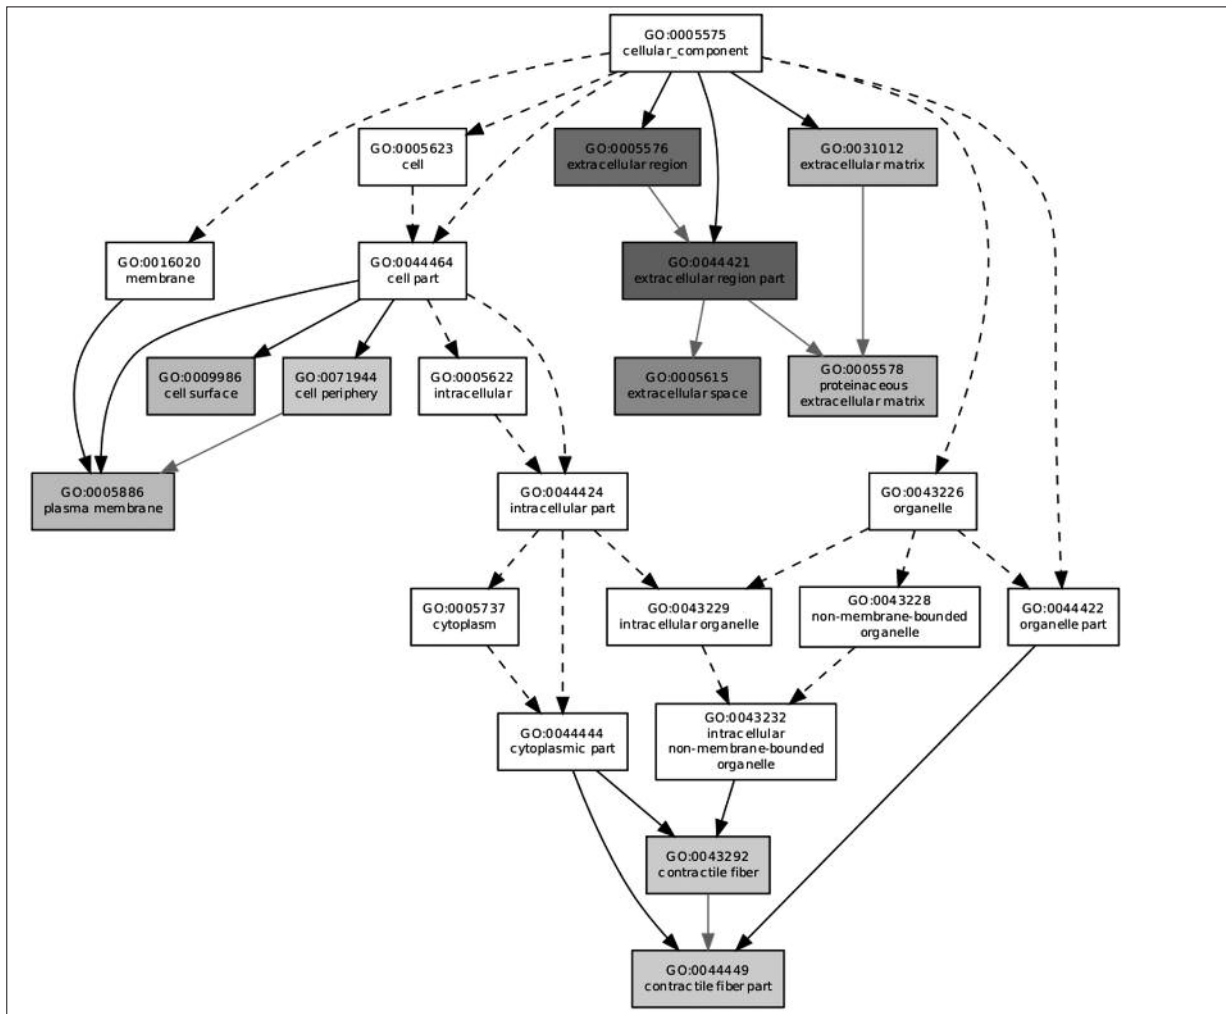 GO:0005575
cellular_component
GO:0005623
cell
GO:0005576
extracellular region
GO:0031012
extracellular matrix
GO:0016020
membrane
GO:0044464
cell part
GO:0044421
extracellular region part
GO:0009986
cell surface
GO:0071944
cell periphery
GO:0005622
intracellular
GO:0005615
extracellular space
GO:0005578
proteinaceous
extracellular matrix
GO:0005886
plasma membrane
GO:0044424
intracellular part
GO:0043226
organelle
GO:0005737
cytoplasm
GO:0043229
intracellular organelle
GO:0043228
non-membrane-bounded
organelle
GO:0044422
organelle part
GO:0044444
cytoplasmic part
GO:0043232
intracellular
non-membrane-bounded
organelle
GO:0043292
contractile fiber
GO:0044449
contractile fiber part